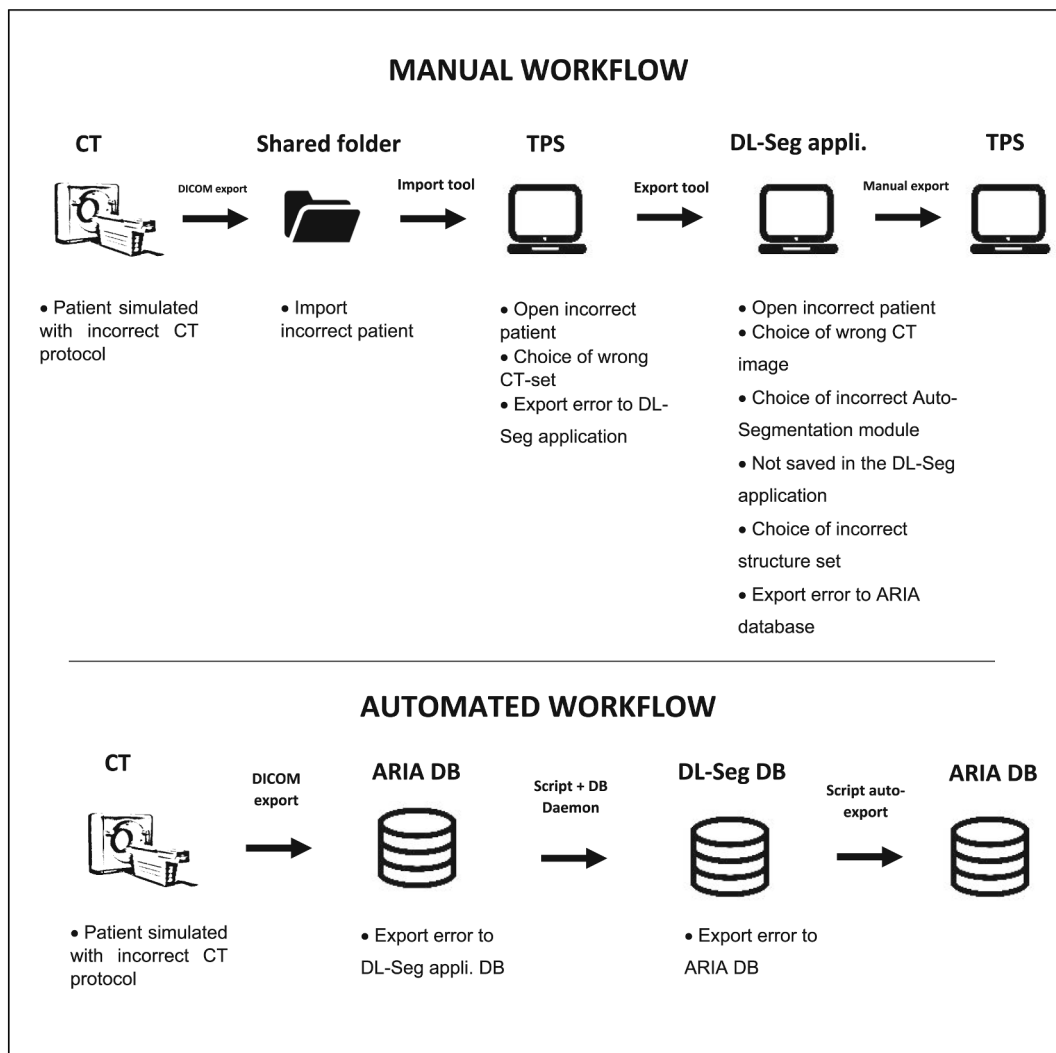 MANUAL WORKFLOW
CT
DICOM export
Shared folder
Import tool
TPS
Export tool
DL-Seg appli.
Manual export
TPS
• Patient simulated
with incorrect CT
protocol
• Import
incorrect patient
• Open incorrect
patient
• Choice of wrong
CT-set
• Export error to DL-
Seg application
• Open incorrect patient
• Choice of wrong CT
image
• Choice of incorrect Auto-
Segmentation module
• Not saved in the DL-Seg
application
• Choice of incorrect
structure set
• Export error to ARIA
database
AUTOMATED WORKFLOW
CT
DICOM
export
ARIA DB
Script + DB
Daemon
DL-Seg DB
Script auto-
export
ARIA DB
• Patient simulated
with incorrect CT
protocol
• Export error to
DL-Seg appli. DB
• Export error to
ARIA DB